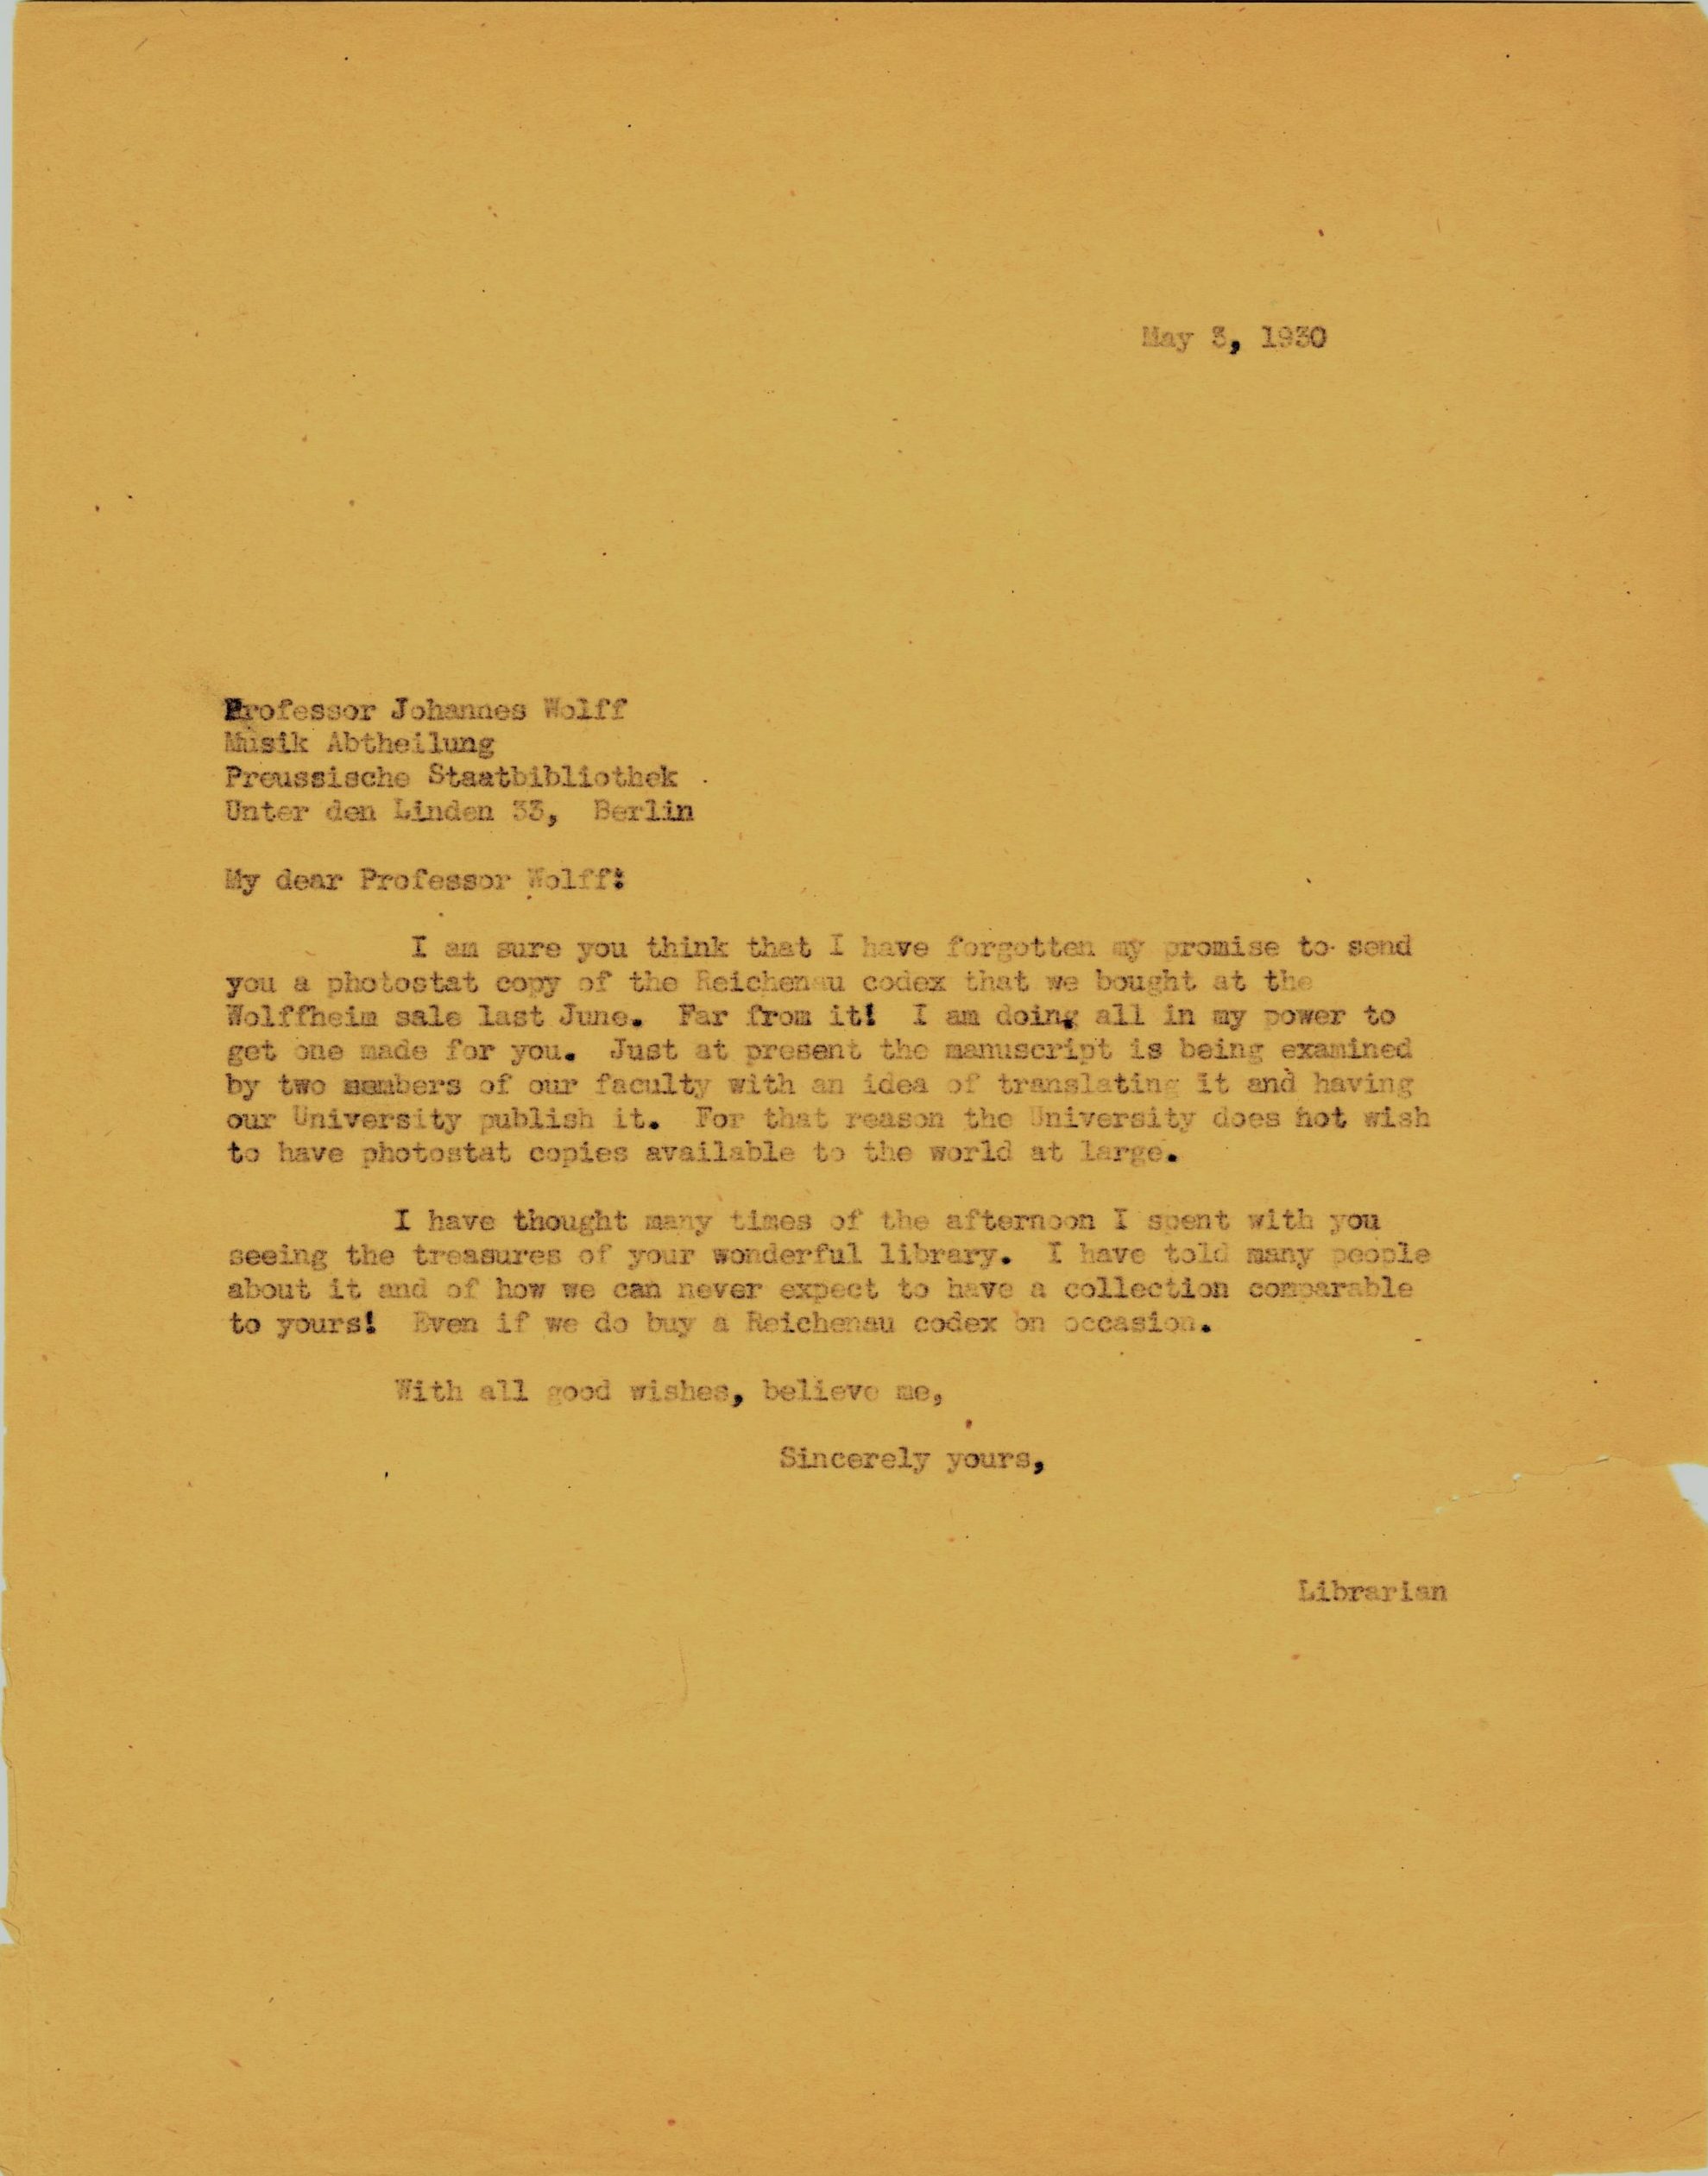 May 3, 1930
Professor Johannes Wolff
Musik Abtheilung
Preussische Staatbibliothek
Unter den Linden 33, Berlin
My dear Professor Wolff:
I am sure you think that I have forgotten my promise to send
you a photostat copy of the Reichenau codex that we bought at the
Wolffheim sale last June. Far from it! I am doing all in my power to
get one made for you. Just at present the manuscript is being examined
by two members of our faculty with an idea of translating it and having
our University publish it. For that reason the University does not wish
to have photostat copies available to the world at large.
I have thought many times of the afternoon I spent with you
seeing the treasures of your wonderful library. I have told many people
about it and of how we can never expect to have a collection comparable
to yours! Even if we do buy a Reichenau codex on occasion.
With all good wishes, believe me,
Sincerely yours,
Librarian